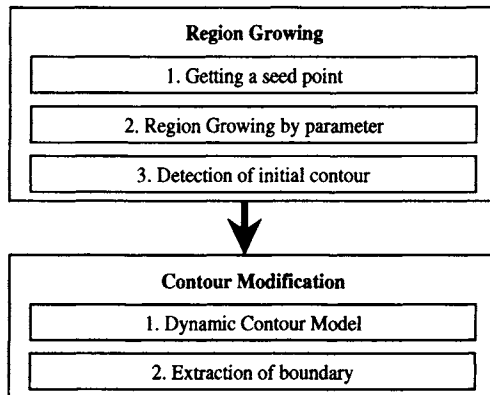 Region Growing
1. Getting a seed point
2. Region Growing by parameter
3. Detection of initial contour
Contour Modification
1. Dynamic Contour Model
2. Extraction of boundary